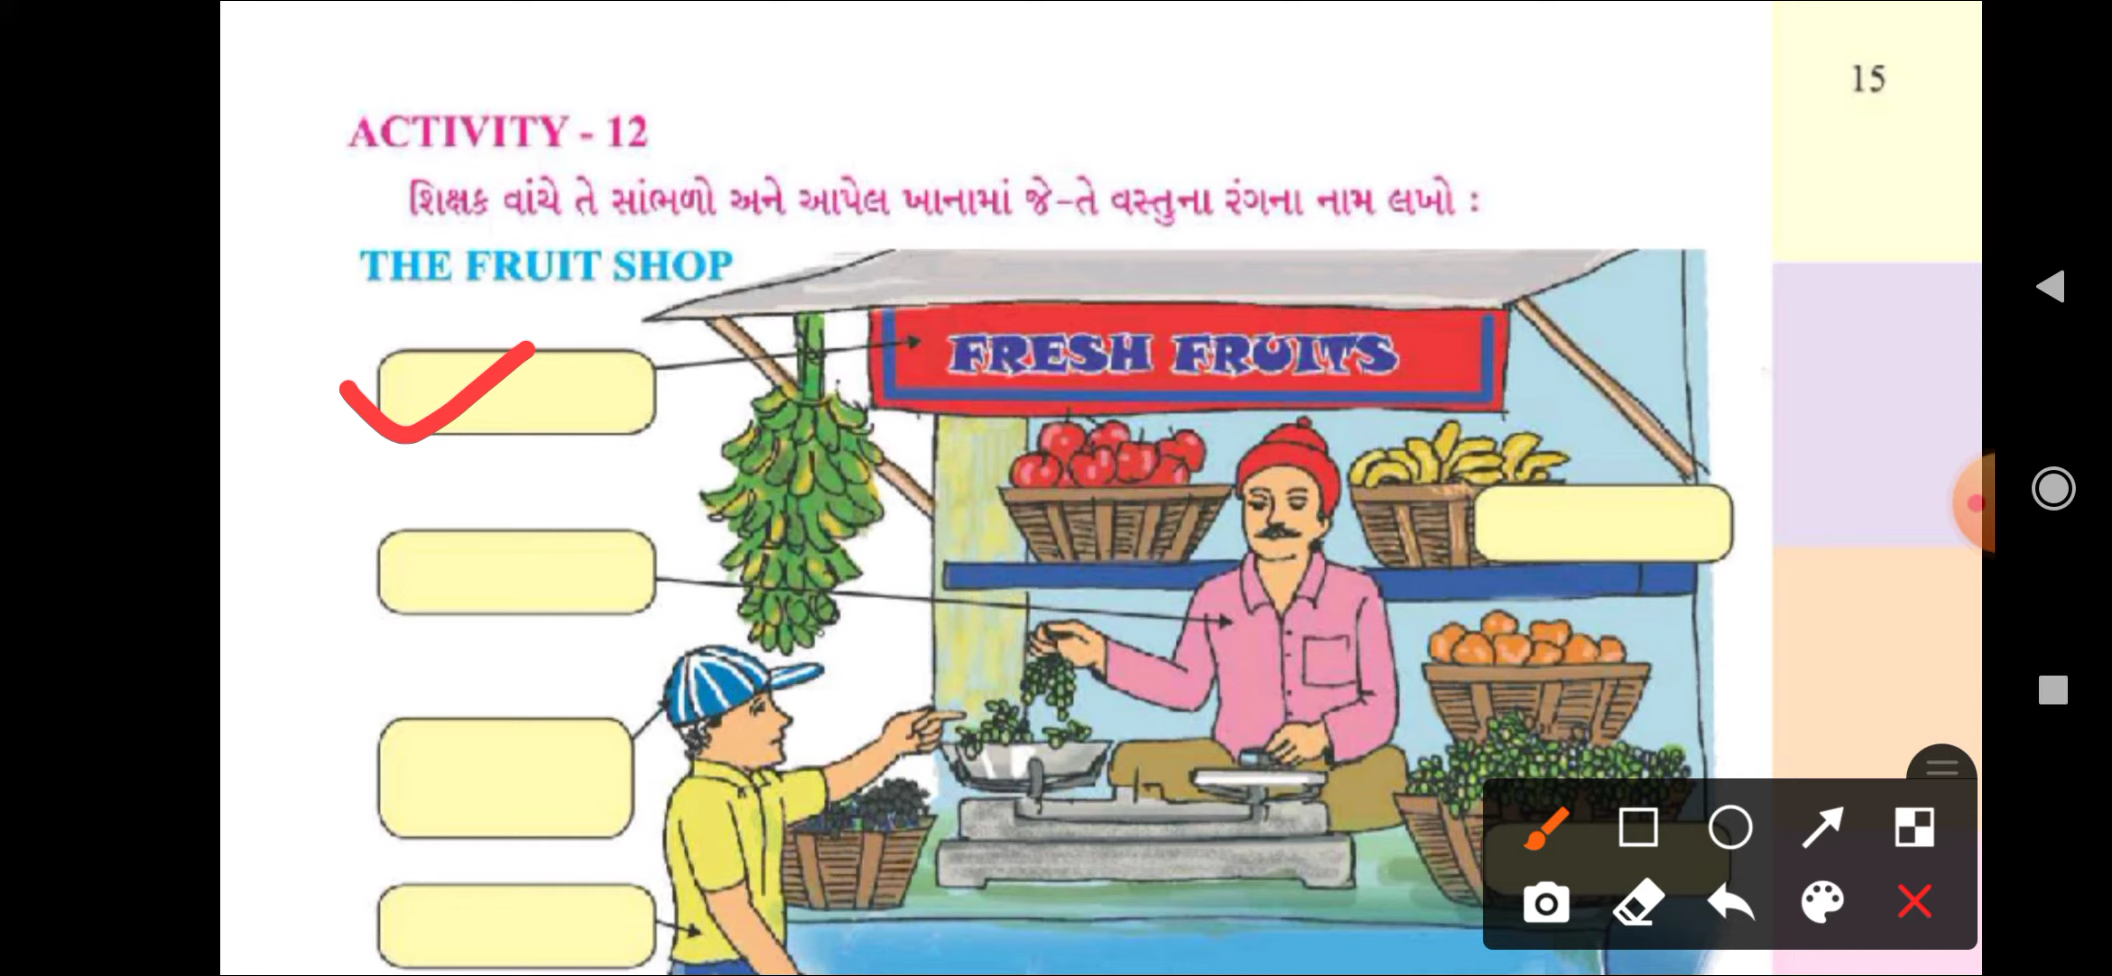 15
ACTIVITY - 12
શિક્ષક વાંચે તે સાંભળો અને આપેલ ખાનામાં જે-તે વસ્તુના રંગના નામ લખો :
THE FRUIT SHOP
FRESH FRUITS